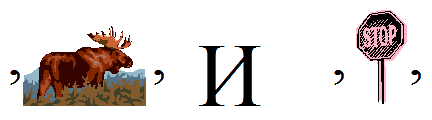 , , И , STOP ,